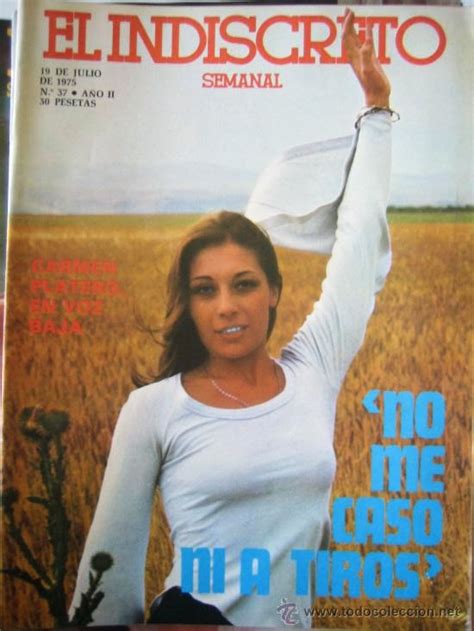 EL INDISCRETO
SEMANAL
19 DE JULIO
DE 1975
N.º 37 • AÑO II
30 PESETAS
CARMEN
PLATERO,
EN VOZ
BAJA
‹NO
ME
CASO
NI A TIROS›
todocoleccion
www.todocoleccion.net